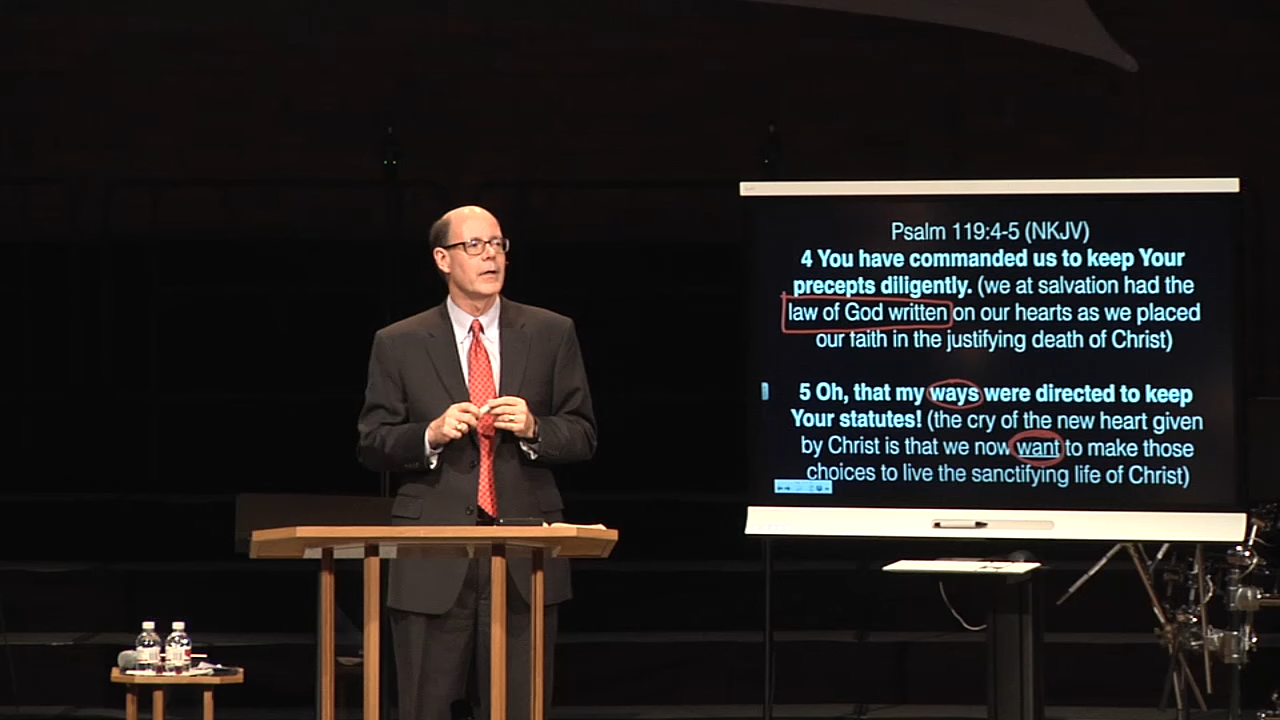 Psalm 119:4-5 (NKJV)
4 You have commanded us to keep Your
precepts diligently. (we at salvation had the
law of God written on our hearts as we placed
our faith in the justifying death of Christ)
5 Oh, that my ways were directed to keep
Your statutes! (the cry of the new heart given
by Christ is that we now want to make those
choices to live the sanctifying life of Christ)